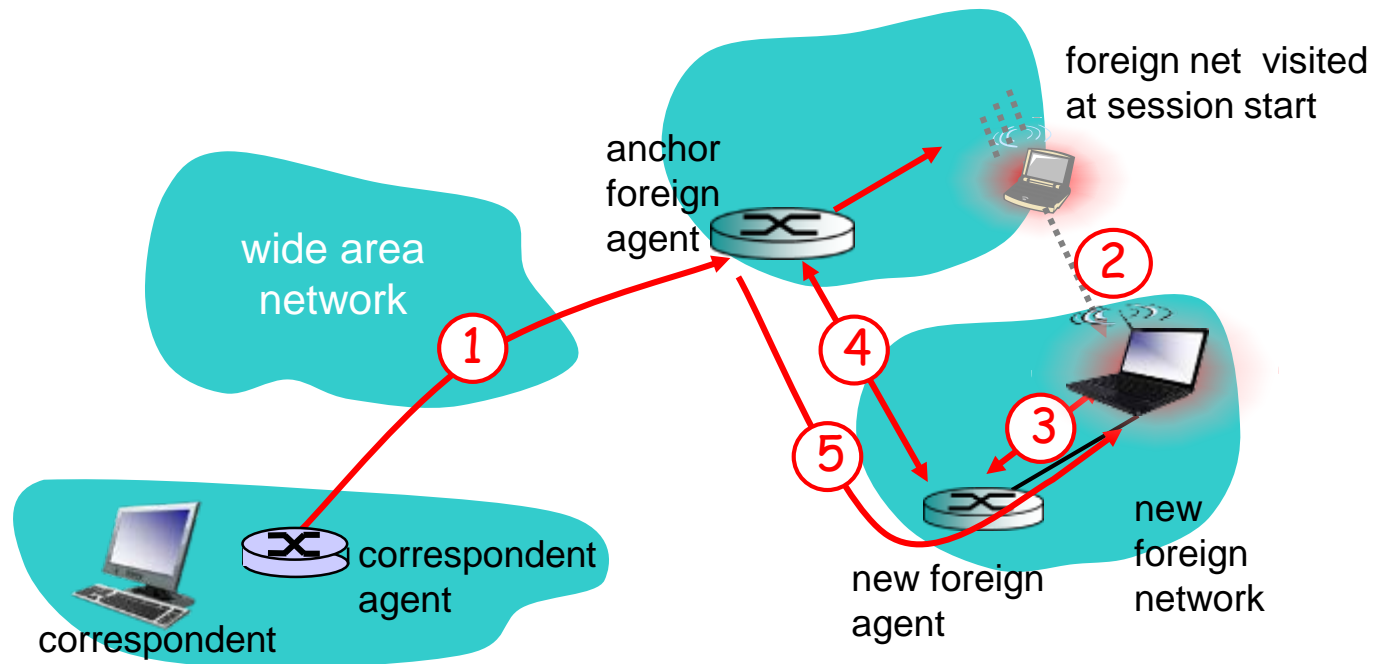 foreign net visited
at session start
anchor
foreign
agent
wide area
network
2
1
4
3
5
correspondent
agent
correspondent
new foreign
agent
new
foreign
network